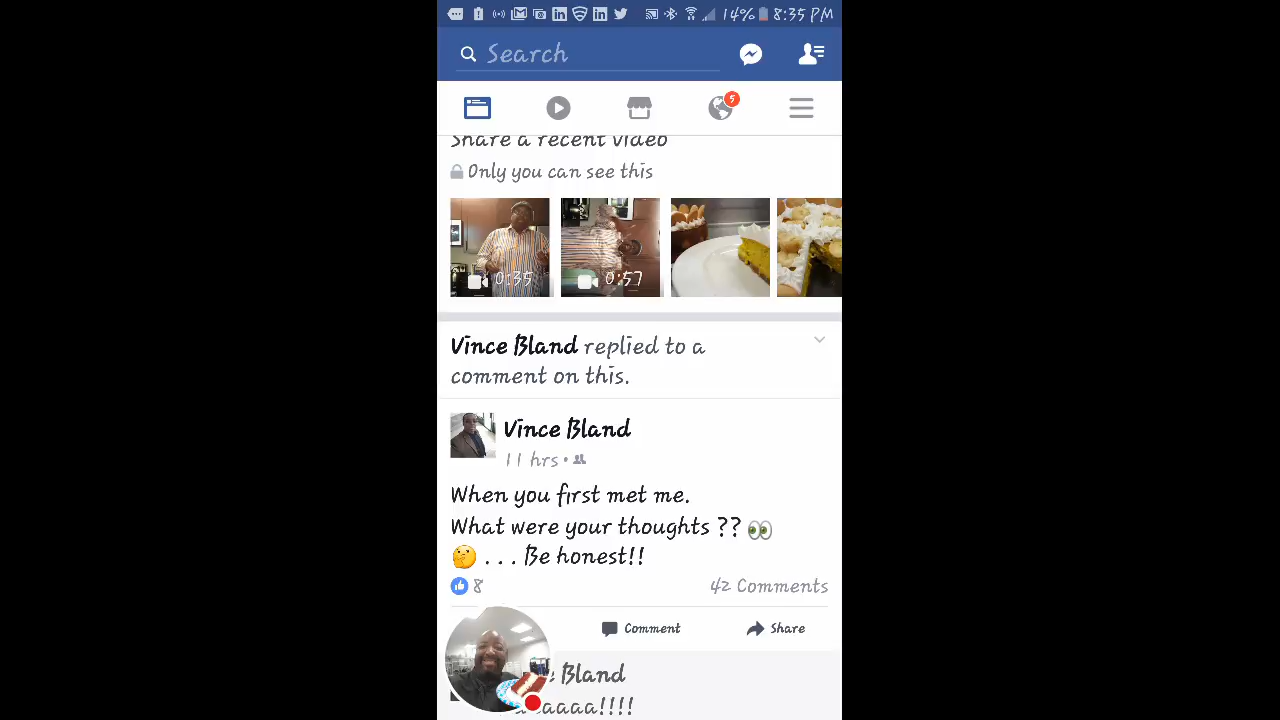 14% 8:35 PM
Search
5
Share a recent video
Only you can see this
0:35 0:57
Vince Bland replied to a
comment on this.
Vince Bland
11 hrs
When you first met me.
What were your thoughts ?? 👀
🤔 . . . Be honest!!
8 42 Comments
Comment Share
Bland